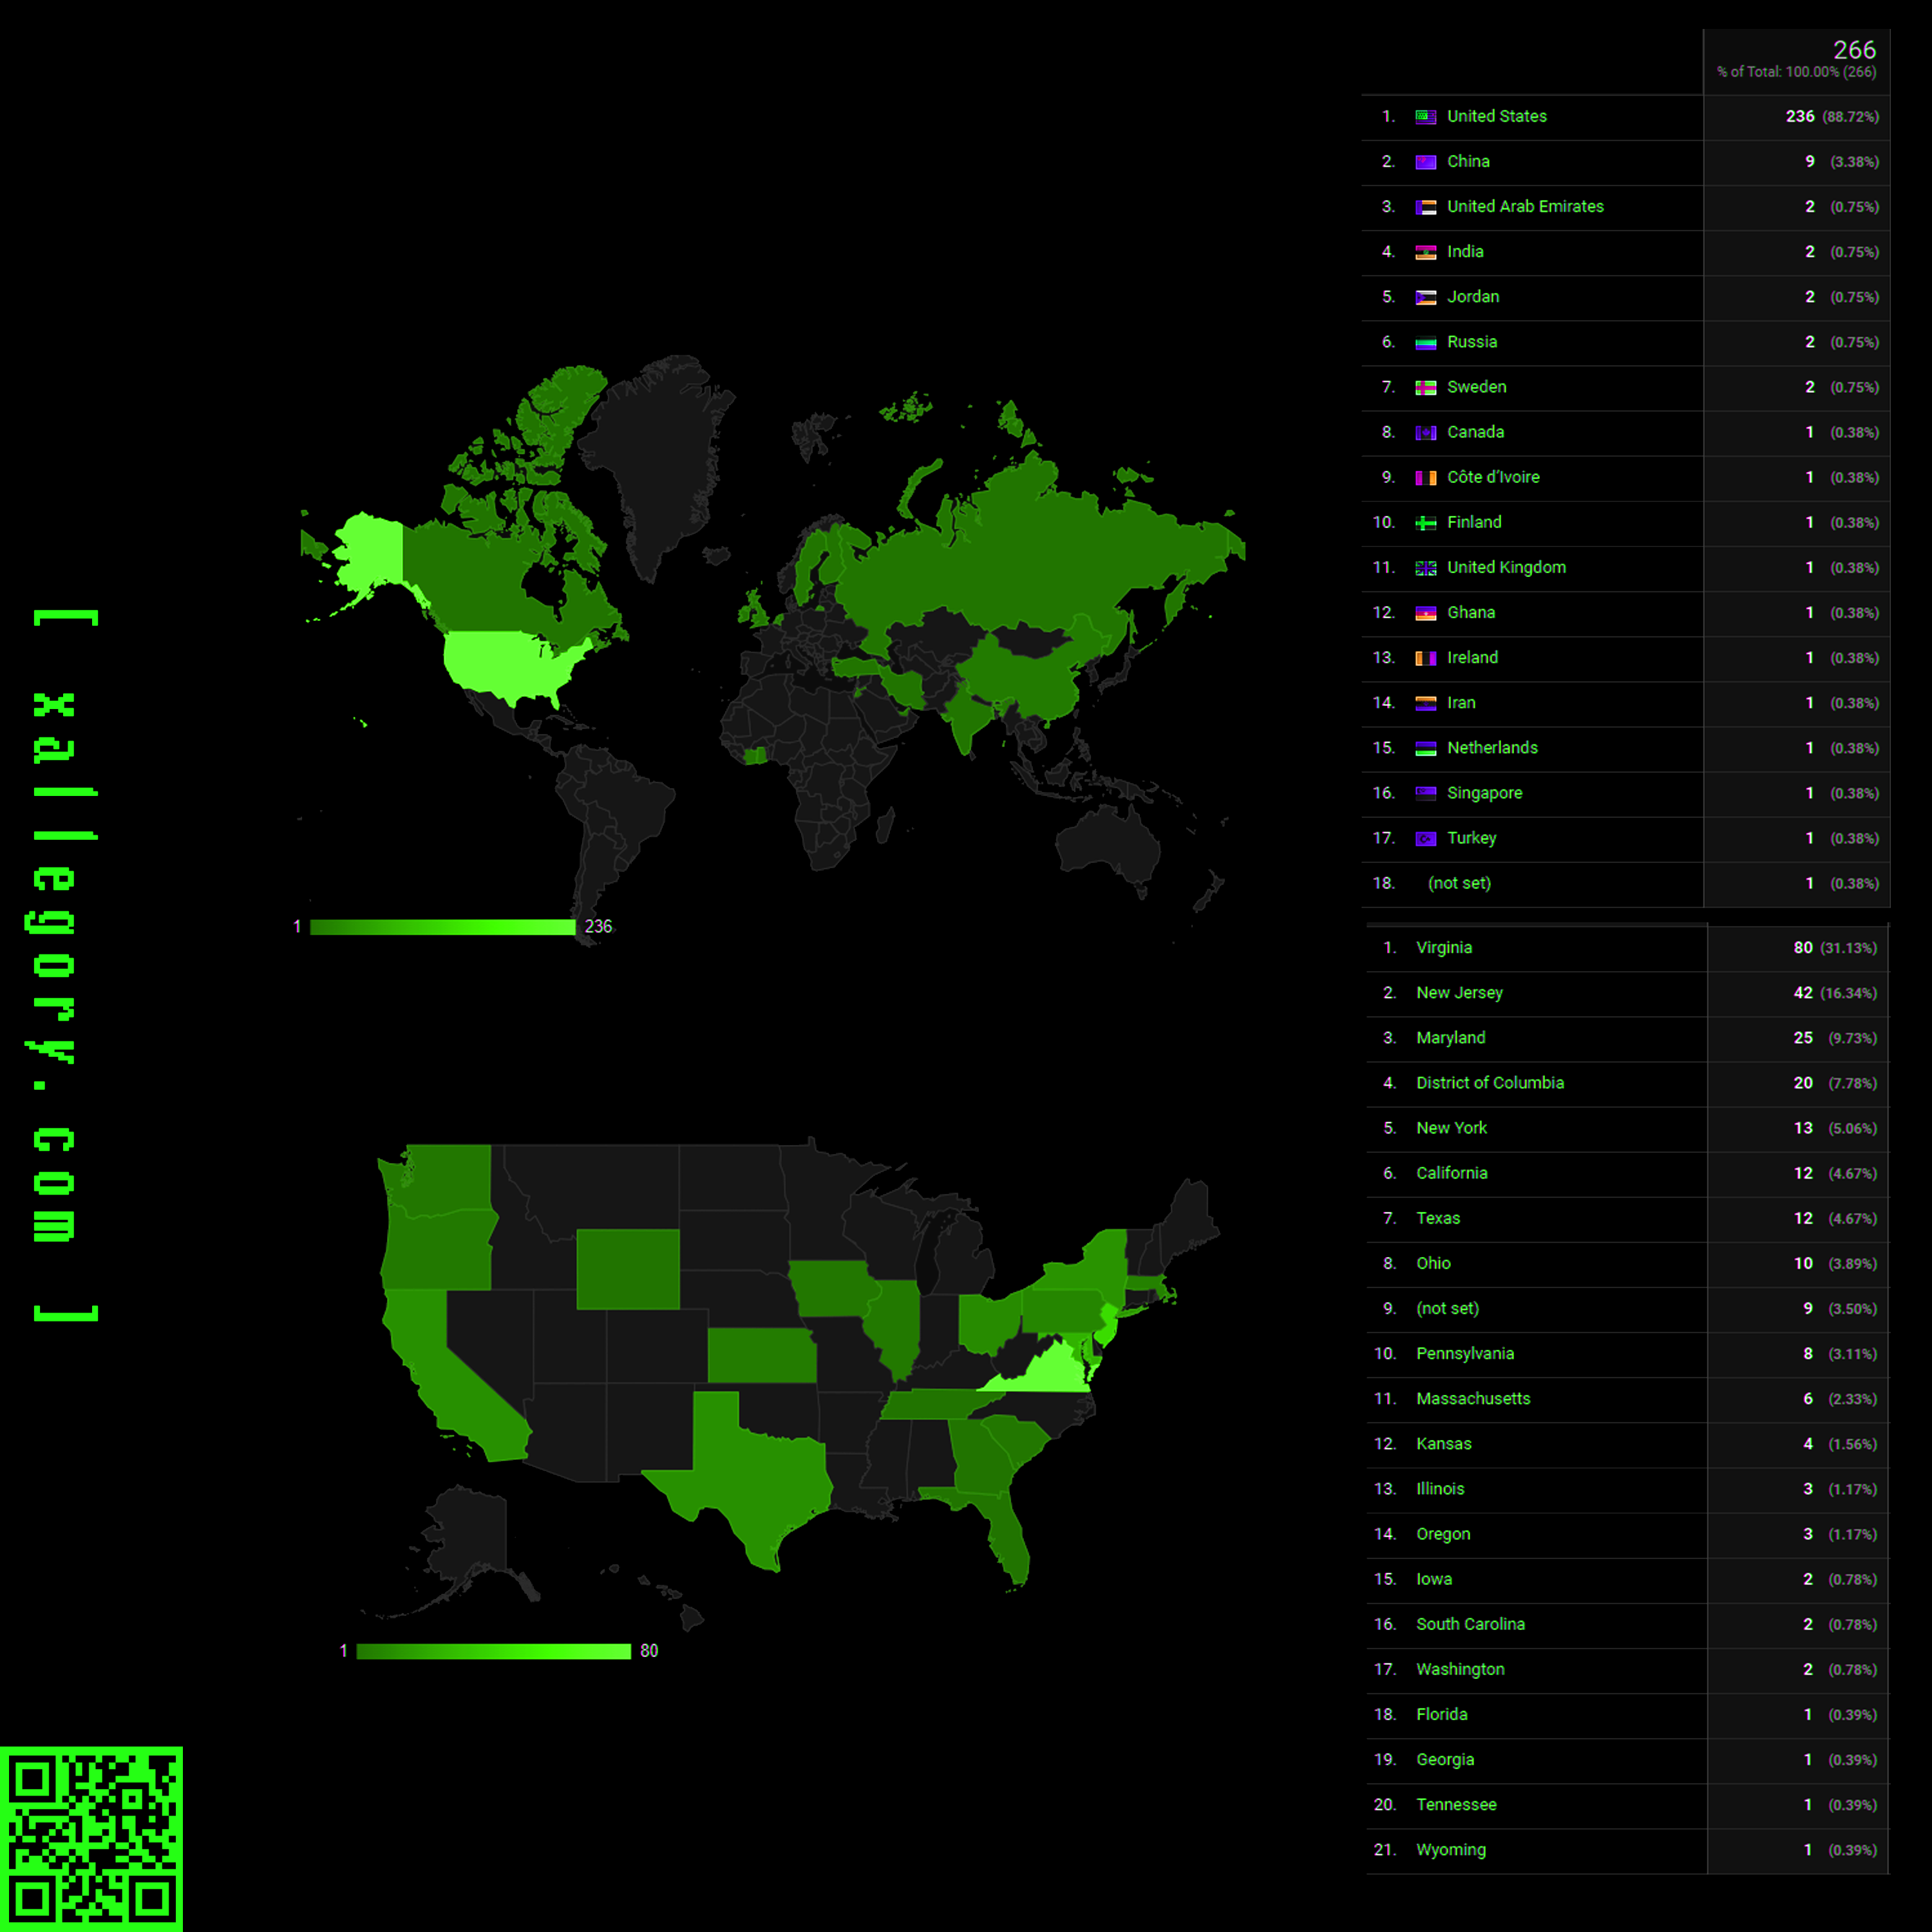 [ xallegory.com ]
266
% of Total: 100.00% (266)
1. United States 236 (88.72%)
2. China 9 (3.38%)
3. United Arab Emirates 2 (0.75%)
4. India 2 (0.75%)
5. Jordan 2 (0.75%)
6. Russia 2 (0.75%)
7. Sweden 2 (0.75%)
8. Canada 1 (0.38%)
9. Côte d’Ivoire 1 (0.38%)
10. Finland 1 (0.38%)
11. United Kingdom 1 (0.38%)
12. Ghana 1 (0.38%)
13. Ireland 1 (0.38%)
14. Iran 1 (0.38%)
15. Netherlands 1 (0.38%)
16. Singapore 1 (0.38%)
17. Turkey 1 (0.38%)
18. (not set) 1 (0.38%)
1 236
1. Virginia 80 (31.13%)
2. New Jersey 42 (16.34%)
3. Maryland 25 (9.73%)
4. District of Columbia 20 (7.78%)
5. New York 13 (5.06%)
6. California 12 (4.67%)
7. Texas 12 (4.67%)
8. Ohio 10 (3.89%)
9. (not set) 9 (3.50%)
10. Pennsylvania 8 (3.11%)
11. Massachusetts 6 (2.33%)
12. Kansas 4 (1.56%)
13. Illinois 3 (1.17%)
14. Oregon 3 (1.17%)
15. Iowa 2 (0.78%)
16. South Carolina 2 (0.78%)
17. Washington 2 (0.78%)
18. Florida 1 (0.39%)
19. Georgia 1 (0.39%)
20. Tennessee 1 (0.39%)
21. Wyoming 1 (0.39%)
1 80